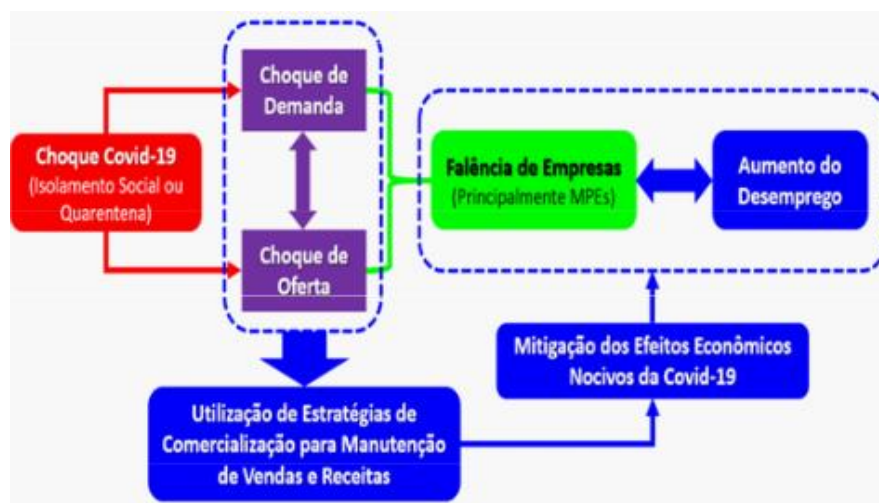 Choque de
Demanda
Choque Covid-19
(Isolamento Social ou
Quarentena)
Choque de
Oferta
Falência de Empresas
(Principalmente MPEs)
Aumento do
Desemprego
Mitigação dos Efeitos Econômicos
Nocivos da Covid-19
Utilização de Estratégias de
Comercialização para Manutenção
de Vendas e Receitas